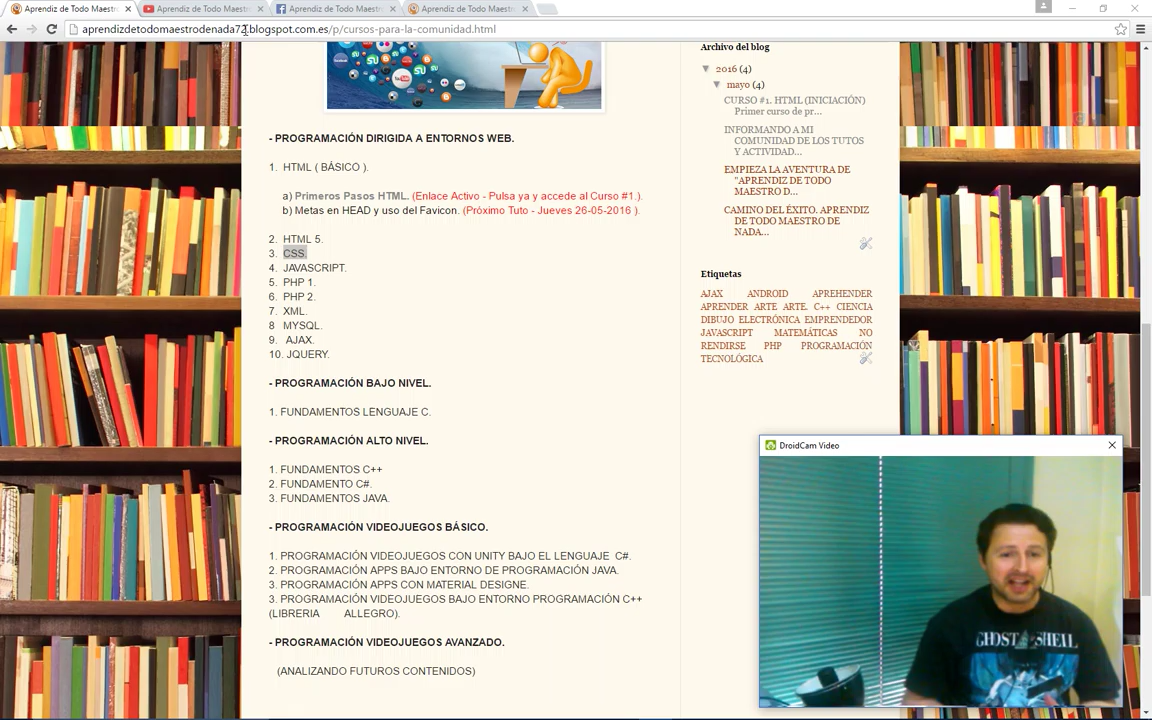 Aprendiz de Todo Maestr
Aprendiz de Todo Maestro
Aprendiz de Todo Maestro
Aprendiz de Todo Maestro
aprendizdetodomaestrodenada72.blogspot.com.es/p/cursos-para-la-comunidad.html
- PROGRAMACIÓN DIRIGIDA A ENTORNOS WEB.
1. HTML ( BÁSICO ).
a) Primeros Pasos HTML. (Enlace Activo - Pulsa ya y accede al Curso #1.).
b) Metas en HEAD y uso del Favicon. (Próximo Tuto - Jueves 26-05-2016 ).
2. HTML 5.
3. CSS.
4. JAVASCRIPT.
5. PHP 1.
6. PHP 2.
7. XML.
8 MYSQL.
9. AJAX.
10. JQUERY.
- PROGRAMACIÓN BAJO NIVEL.
1. FUNDAMENTOS LENGUAJE C.
- PROGRAMACIÓN ALTO NIVEL.
1. FUNDAMENTOS C++
2. FUNDAMENTO C#.
3. FUNDAMENTOS JAVA.
- PROGRAMACIÓN VIDEOJUEGOS BÁSICO.
1. PROGRAMACIÓN VIDEOJUEGOS CON UNITY BAJO EL LENGUAJE C#.
2. PROGRAMACIÓN APPS BAJO ENTORNO DE PROGRAMACIÓN JAVA.
3. PROGRAMACIÓN APPS CON MATERIAL DESIGNE.
3. PROGRAMACIÓN VIDEOJUEGOS BAJO ENTORNO PROGRAMACIÓN C++
(LIBRERIA ALLEGRO).
- PROGRAMACIÓN VIDEOJUEGOS AVANZADO.
(ANALIZANDO FUTUROS CONTENIDOS)
Archivo del blog
▼ 2016 (4)
▼ mayo (4)
CURSO #1. HTML (INICIACIÓN)
Primer curso de pr...
INFORMANDO A MI
COMUNIDAD DE LOS TUTOS
Y ACTIVIDAD...
EMPIEZA LA AVENTURA DE
"APRENDIZ DE TODO
MAESTRO D...
CAMINO DEL ÉXITO. APRENDIZ
DE TODO MAESTRO DE
NADA...
Etiquetas
AJAX ANDROID APREHENDER
APRENDER ARTE ARTE. C++ CIENCIA
DIBUJO ELECTRÓNICA EMPRENDEDOR
JAVASCRIPT MATEMÁTICAS NO
RENDIRSE PHP PROGRAMACIÓN
TECNOLÓGICA
DroidCam Video
GHOST SHELL